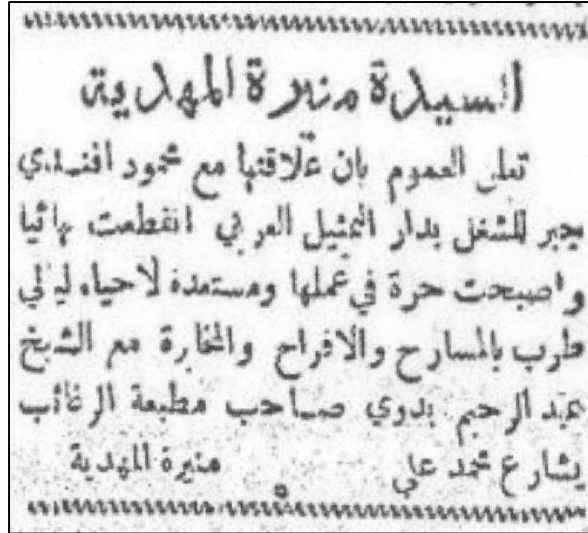 السيدة منيرة المهدية
تعلن العموم بان علاقتها مع محمود افندي
جبر للشغل بدار التمثيل العربي انقطعت نهائيا
واصبحت حرة في عملها ومستعدة لاحياء ليالي
طرب بالمسارح والافراح والمخابرة مع الشيخ
عبد الرحيم بدوي صاحب مطبعة الرغائب
بشارع محمد علي منيرة المهدية